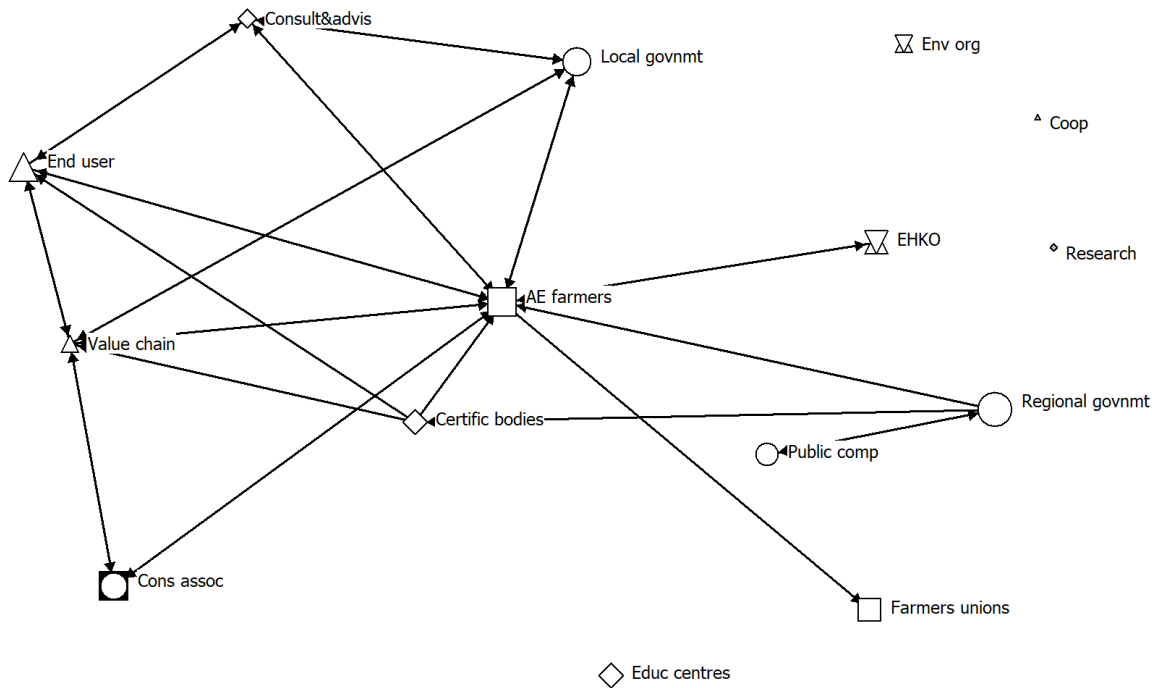 Consult&advis
Env org
Local govnmt
Coop
End user
EHKO
Research
AE farmers
Value chain
Regional govnmt
Certific bodies
Public comp
Cons assoc
Farmers unions
Educ centres